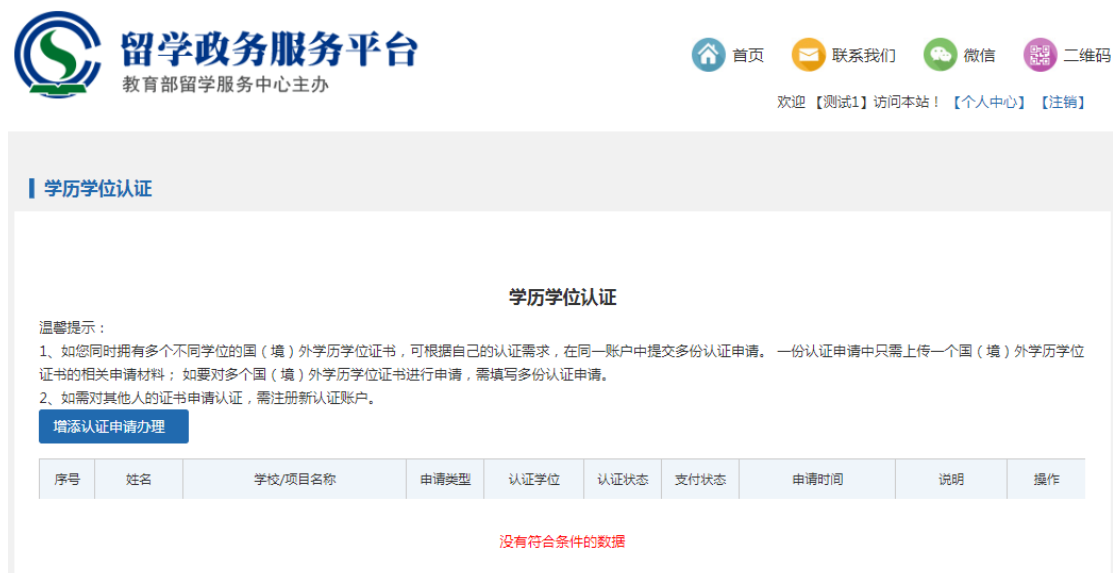 留学政务服务平台
教育部留学服务中心主办
首页 联系我们 微信 二维码
欢迎 【测试1】访问本站！【个人中心】 【注销】
学历学位认证
学历学位认证
温馨提示：
1、如您同时拥有多个不同学位的国（境）外学历学位证书，可根据自己的认证需求，在同一账户中提交多份认证申请。 一份认证申请中只需上传一个国（境）外学历学位
证书的相关申请材料； 如要对多个国（境）外学历学位证书进行申请，需填写多份认证申请。
2、如需对其他人的证书申请认证，需注册新认证账户。
增添认证申请办理
序号 姓名 学校/项目名称 申请类型 认证学位 认证状态 支付状态 申请时间 说明 操作
没有符合条件的数据